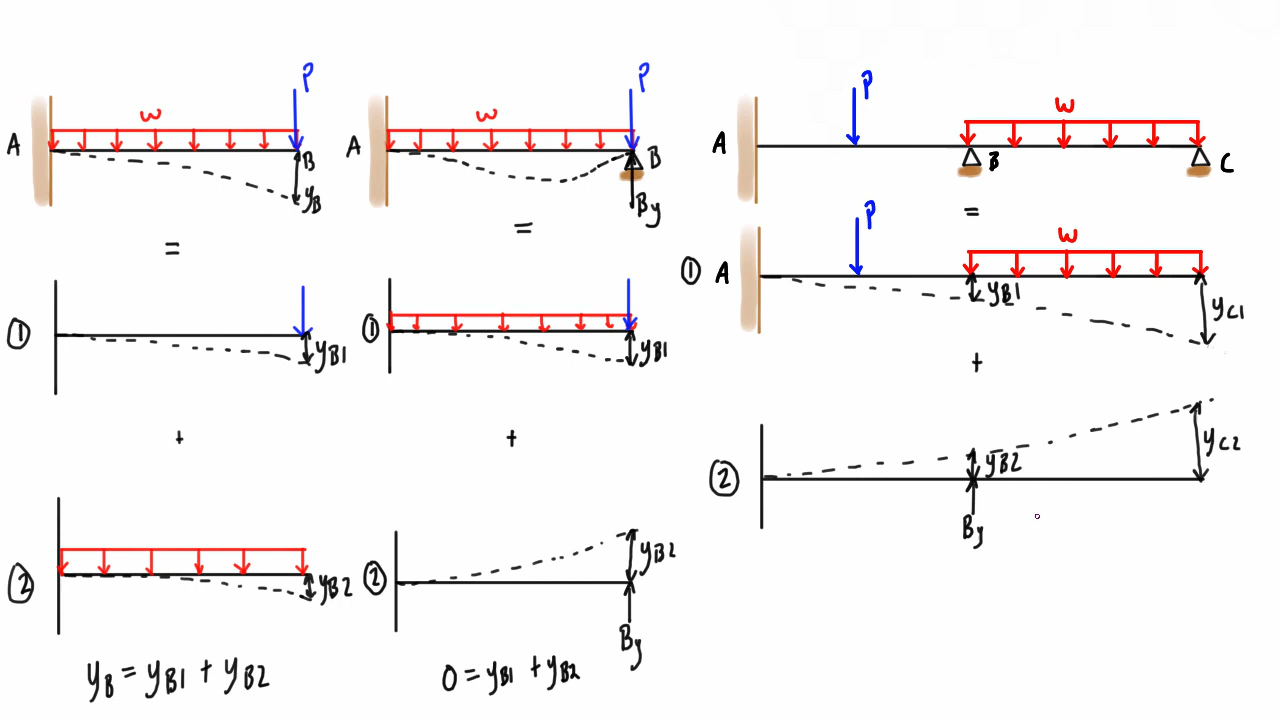 P
w
A
B
yB
=
①
yB1
+
②
yB2
yB = yB1 + yB2
P
w
A
B
By
=
①
yB1
+
②
yB2
By
0 = yB1 + yB2
P
w
A
B
C
=
P
w
① A
yB1
yC1
+
②
yB2
yC2
By